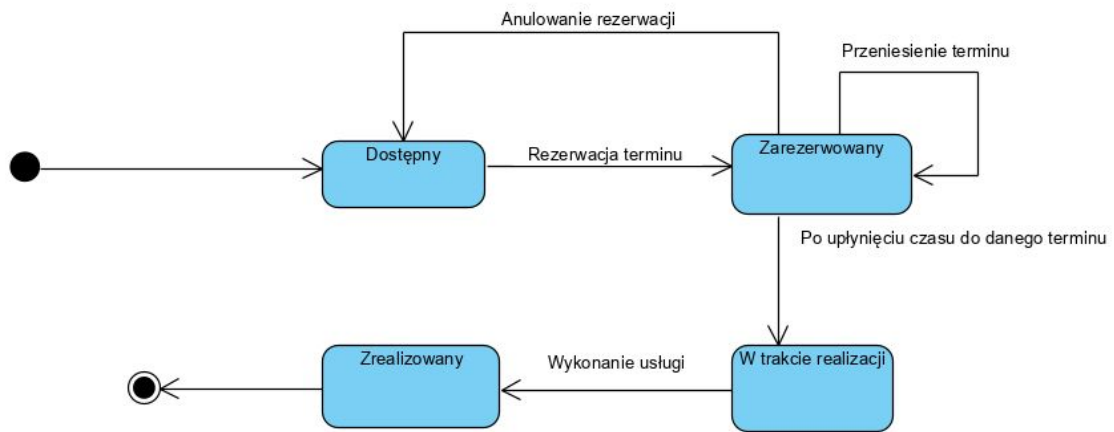 Anulowanie rezerwacji
Przeniesienie terminu
Dostępny
Rezerwacja terminu
Zarezerwowany
Po upłynięciu czasu do danego terminu
Zrealizowany
Wykonanie usługi
W trakcie realizacji